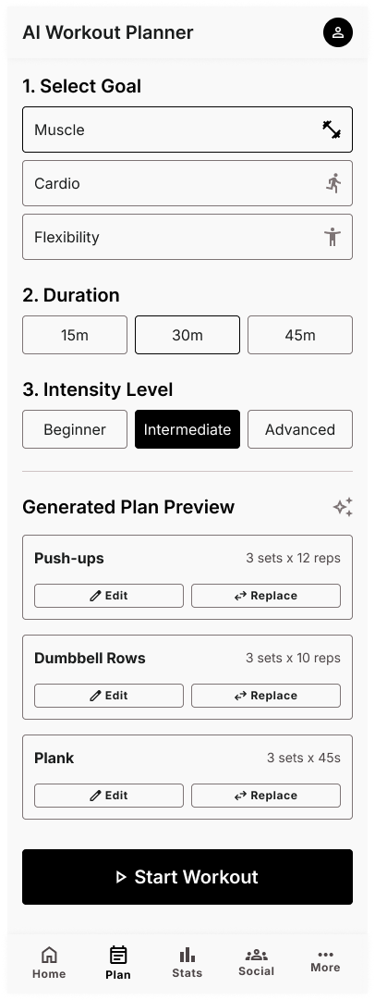 AI Workout Planner
1. Select Goal
Muscle
Cardio
Flexibility
2. Duration
15m 30m 45m
3. Intensity Level
Beginner Intermediate Advanced
Generated Plan Preview
Push-ups 3 sets x 12 reps
Edit Replace
Dumbbell Rows 3 sets x 10 reps
Edit Replace
Plank 3 sets x 45s
Edit Replace
Start Workout
Home Plan Stats Social More